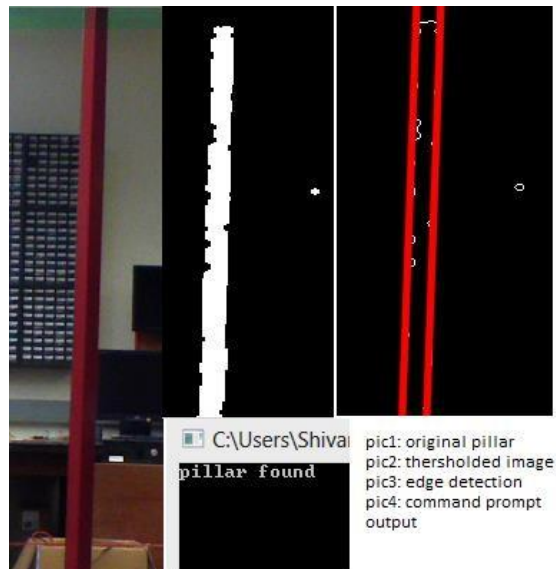 C:\Users\Shivar
pillar found
pic1: original pillar
pic2: thersholded image
pic3: edge detection
pic4: command prompt
output